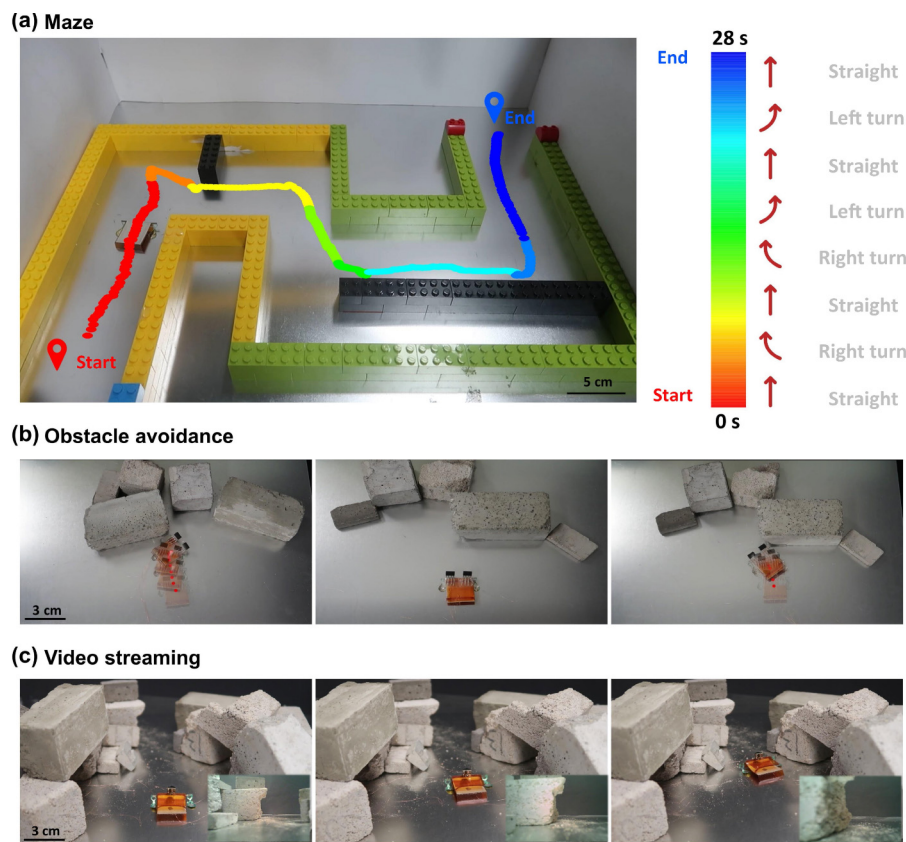 (a) Maze
28 s
End
Straight
Left turn
End
Straight
Left turn
Right turn
Straight
Start
Right turn
5 cm
Start
Straight
0 s
(b) Obstacle avoidance
3 cm
(c) Video streaming
3 cm